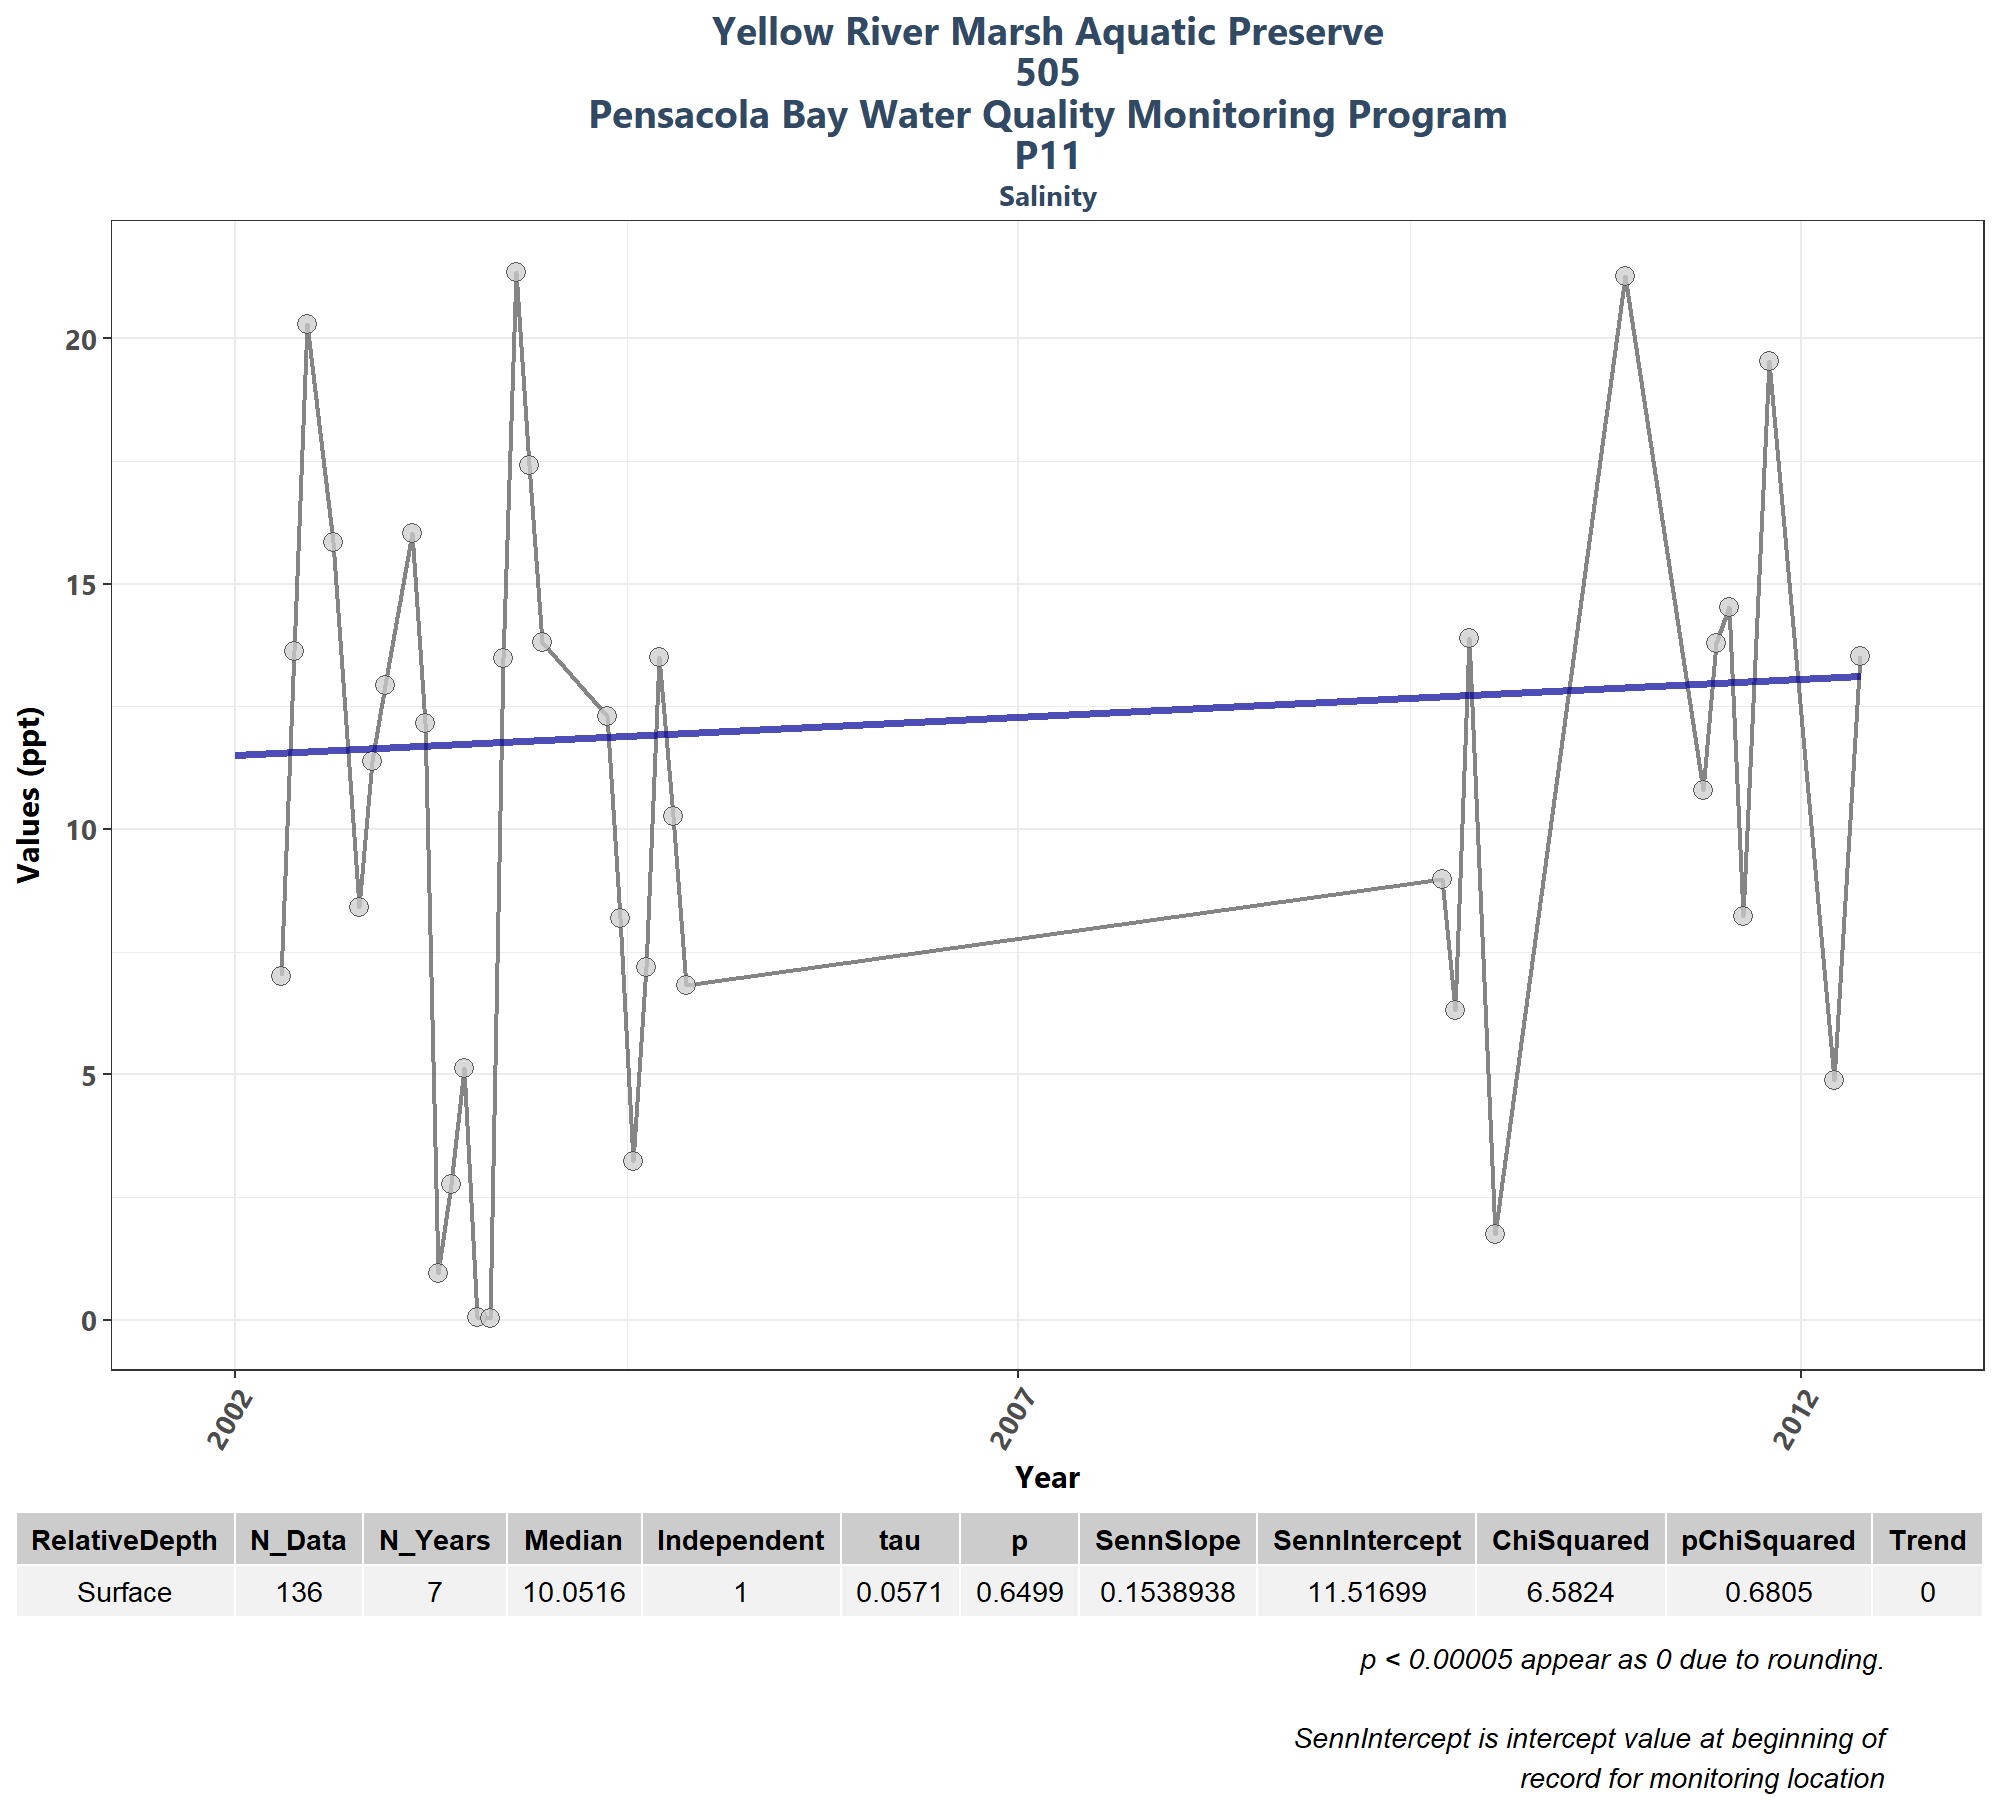 Yellow River Marsh Aquatic Preserve
505
Pensacola Bay Water Quality Monitoring Program
P11
Salinity
Values (ppt)
20
15
10
5
0
2002 2007 2012
Year
RelativeDepth N_Data N_Years Median Independent tau p SennSlope SennIntercept ChiSquared pChiSquared Trend
Surface 136 7 10.0516 1 0.0571 0.6499 0.1538938 11.51699 6.5824 0.6805 0
p < 0.00005 appear as 0 due to rounding.
SennIntercept is intercept value at beginning of
record for monitoring location